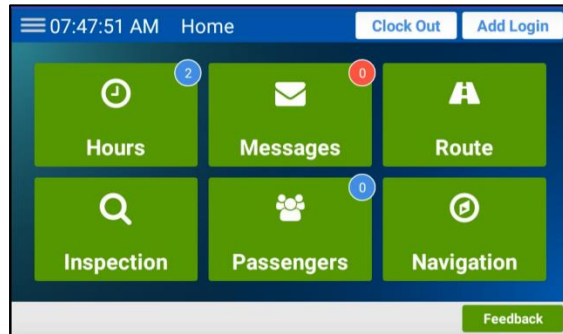 07:47:51 AM Home Clock Out Add Login
2 0
Hours Messages Route
0
Inspection Passengers Navigation
Feedback